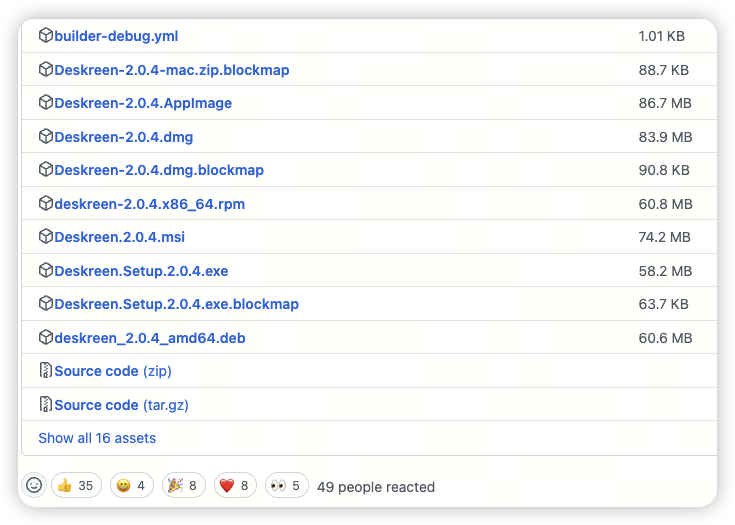 builder-debug.yml 1.01 KB
Deskreen-2.0.4-mac.zip.blockmap 88.7 KB
Deskreen-2.0.4.AppImage 86.7 MB
Deskreen-2.0.4.dmg 83.9 MB
Deskreen-2.0.4.dmg.blockmap 90.8 KB
deskreen-2.0.4.x86_64.rpm 60.8 MB
Deskreen.2.0.4.msi 74.2 MB
Deskreen.Setup.2.0.4.exe 58.2 MB
Deskreen.Setup.2.0.4.exe.blockmap 63.7 KB
deskreen_2.0.4_amd64.deb 60.6 MB
Source code (zip)
Source code (tar.gz)
Show all 16 assets
👍 35 😄 4 🎉 8 ❤️ 8 👀 5 49 people reacted